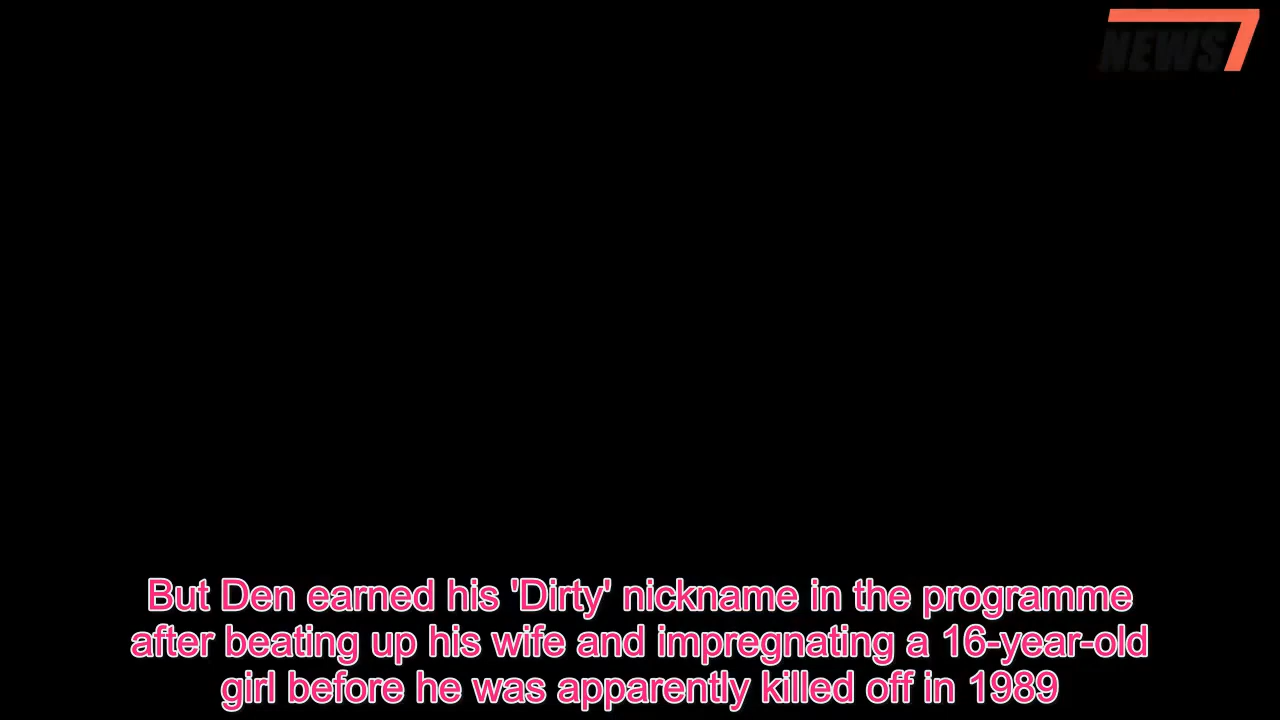 NEWS7
But Den earned his 'Dirty' nickname in the programme
after beating up his wife and impregnating a 16-year-old
girl before he was apparently killed off in 1989